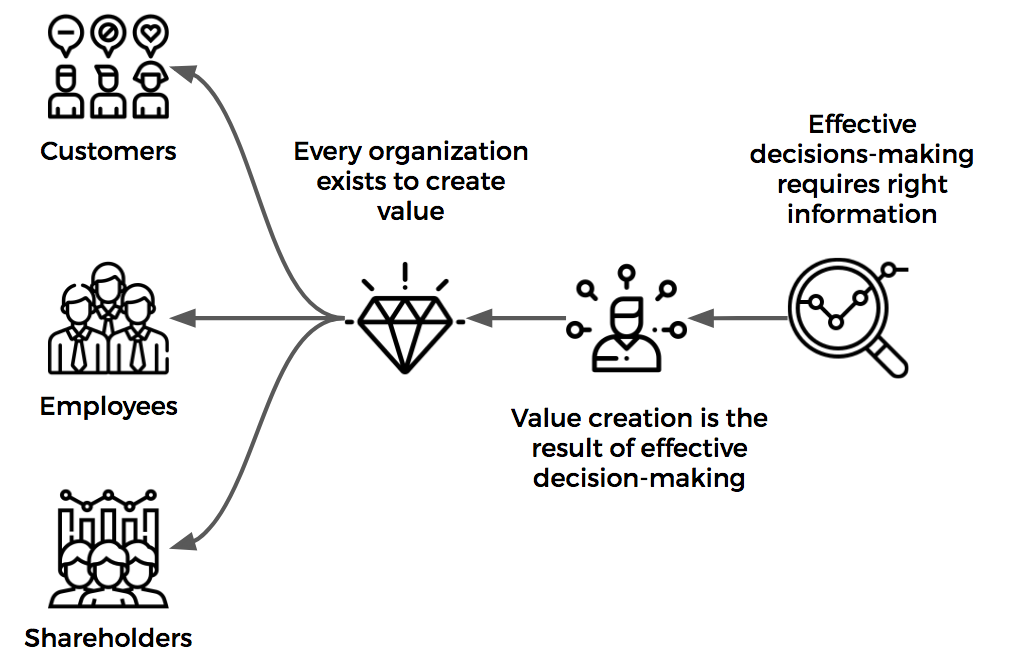 Customers
Every organization
exists to create
value
Effective
decisions-making
requires right
information
Employees
Value creation is the
result of effective
decision-making
Shareholders